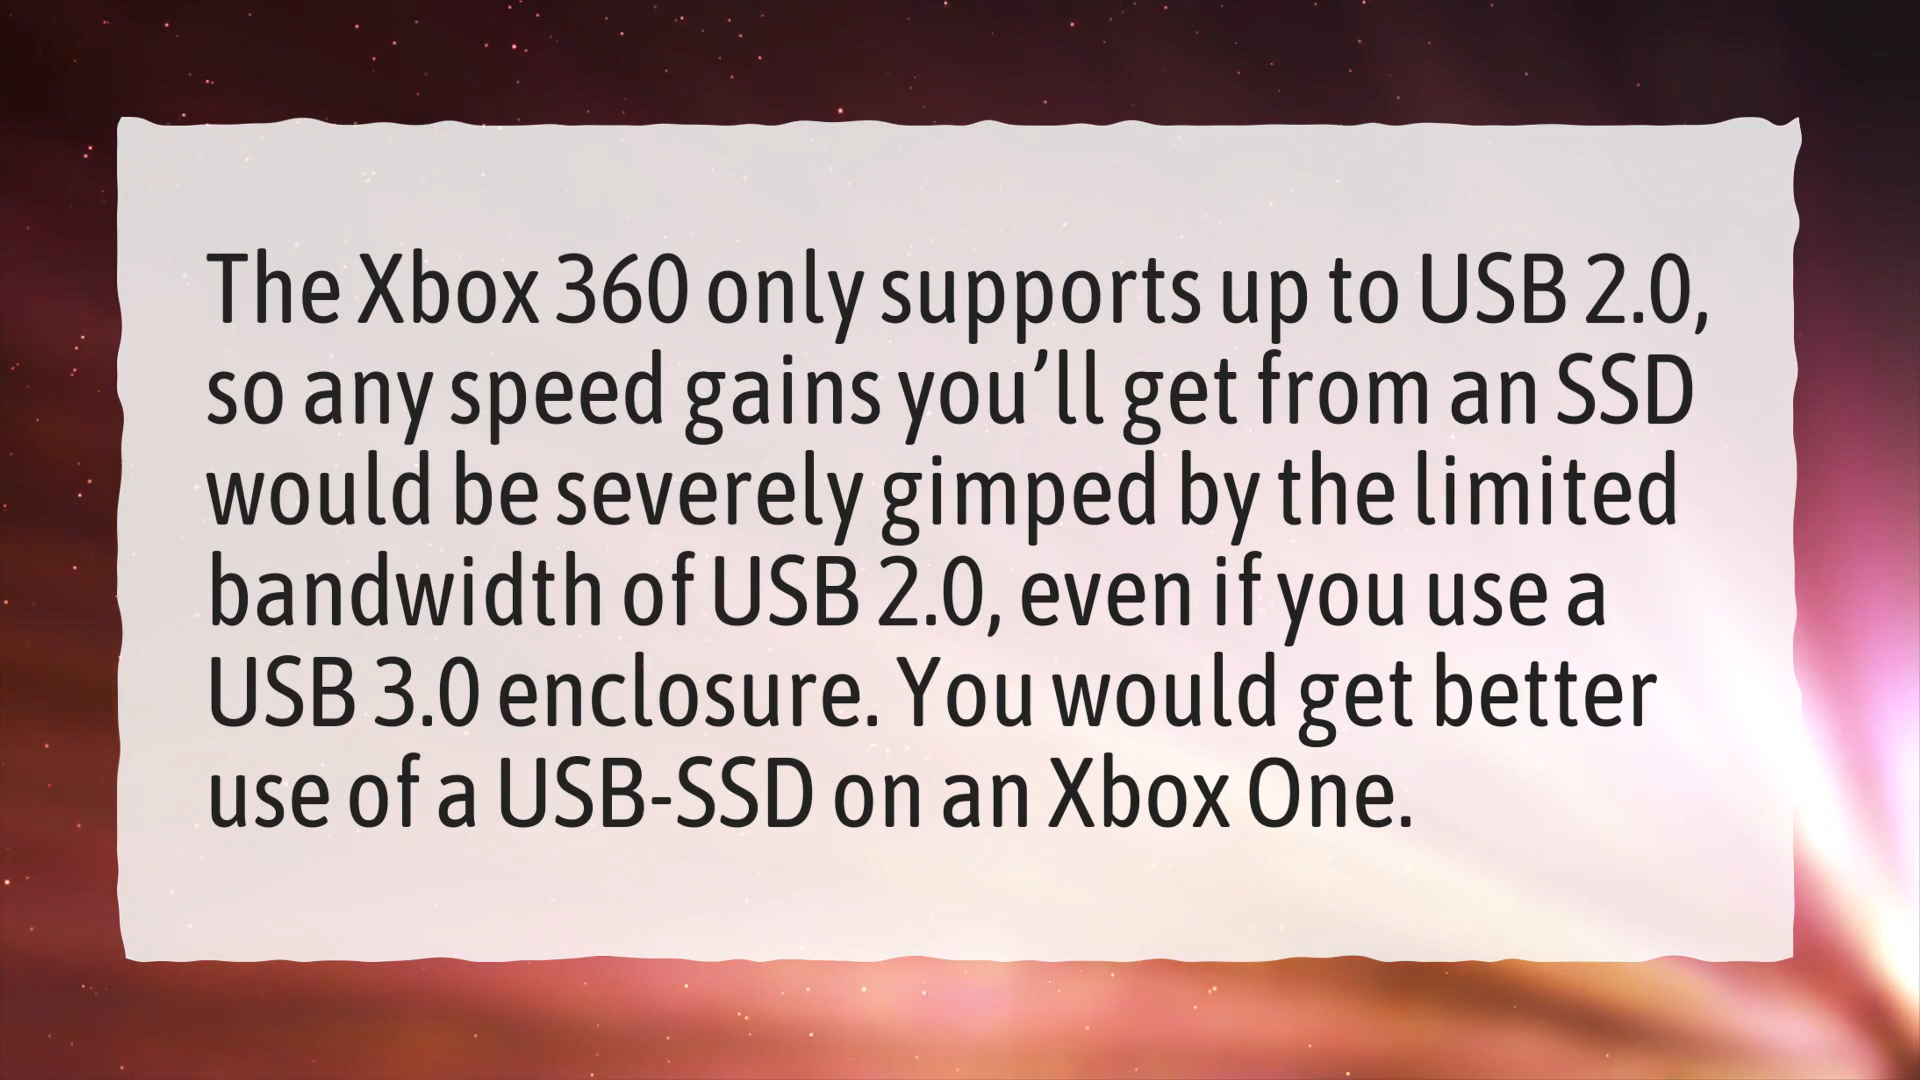 The Xbox 360 only supports up to USB 2.0,
so any speed gains you’ll get from an SSD
would be severely gimped by the limited
bandwidth of USB 2.0, even if you use a
USB 3.0 enclosure. You would get better
use of a USB-SSD on an Xbox One.